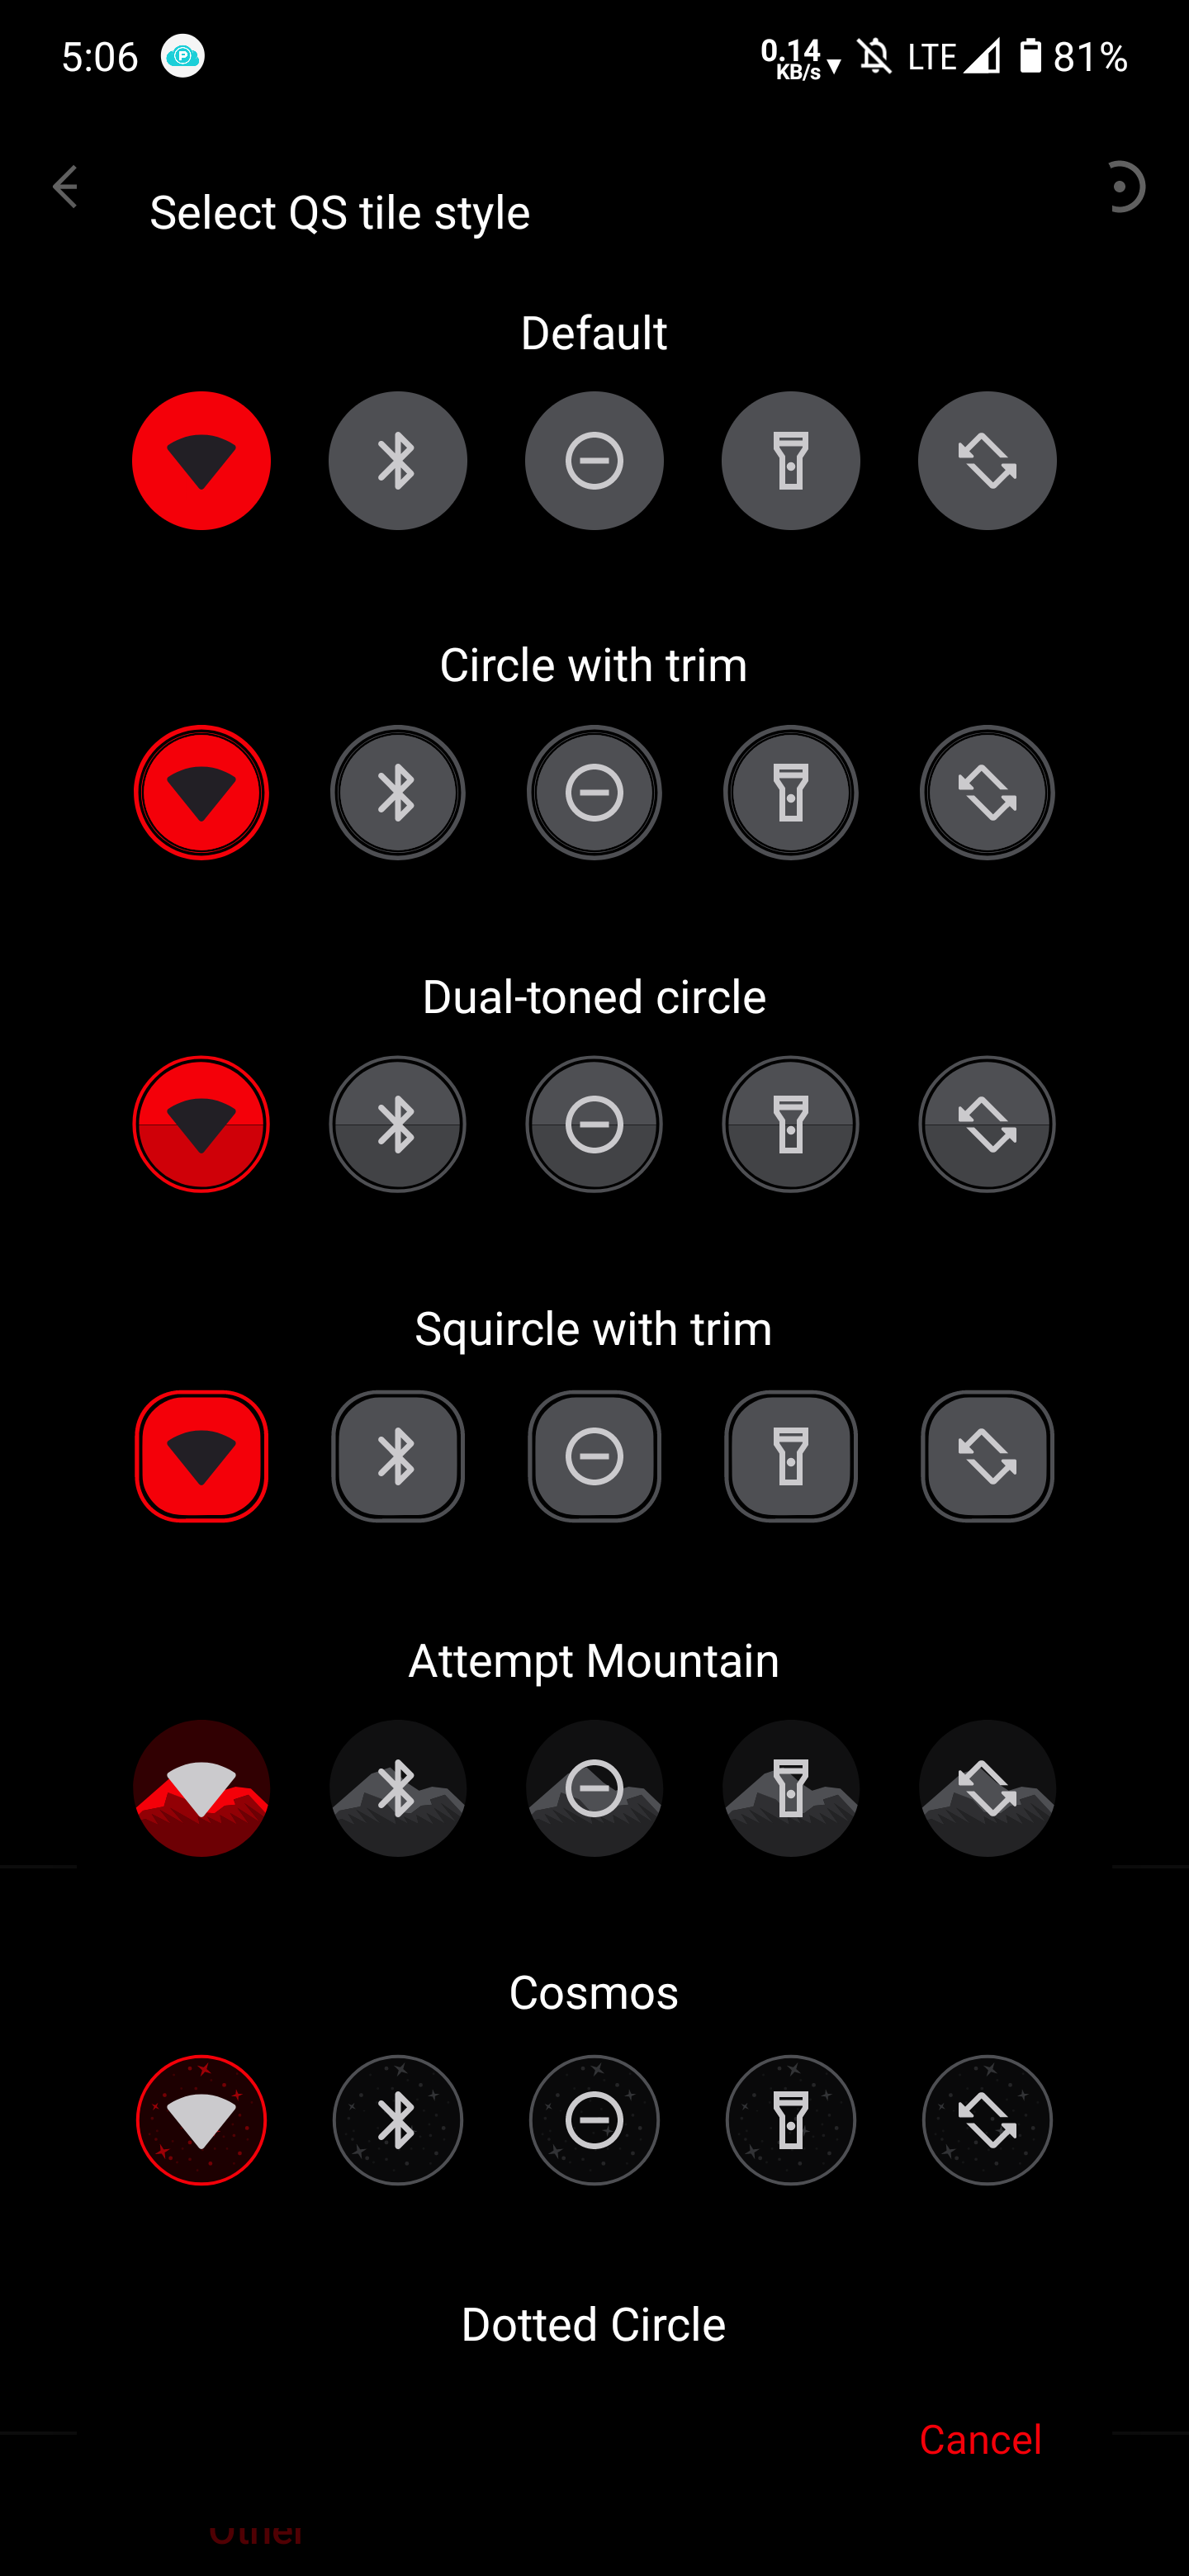 5:06
0.14
KB/s
LTE
81%
Select QS tile style
Default
Circle with trim
Dual-toned circle
Squircle with trim
Attempt Mountain
Cosmos
Dotted Circle
Cancel
Other